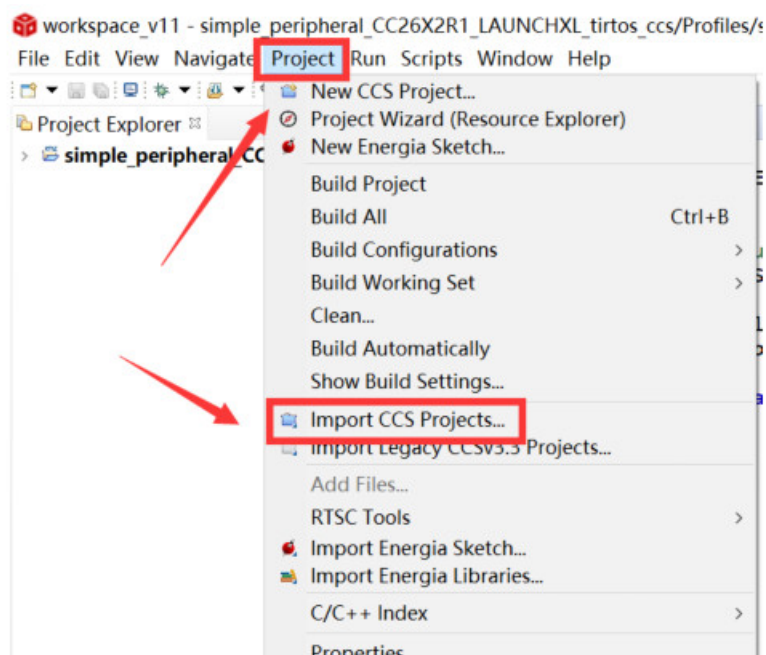 workspace_v11 - simple_peripheral_CC26X2R1_LAUNCHXL_tirtos_ccs/Profiles/s
File Edit View Navigate Project Run Scripts Window Help
Project Explorer
New CCS Project...
Project Wizard (Resource Explorer)
simple_peripheral_CC
New Energia Sketch...
Build Project
Build All Ctrl+B
Build Configurations
Build Working Set
Clean...
Build Automatically
Show Build Settings...
Import CCS Projects...
Import Legacy CCSv3.3 Projects...
Add Files...
RTSC Tools
Import Energia Sketch...
Import Energia Libraries...
C/C++ Index
Properties